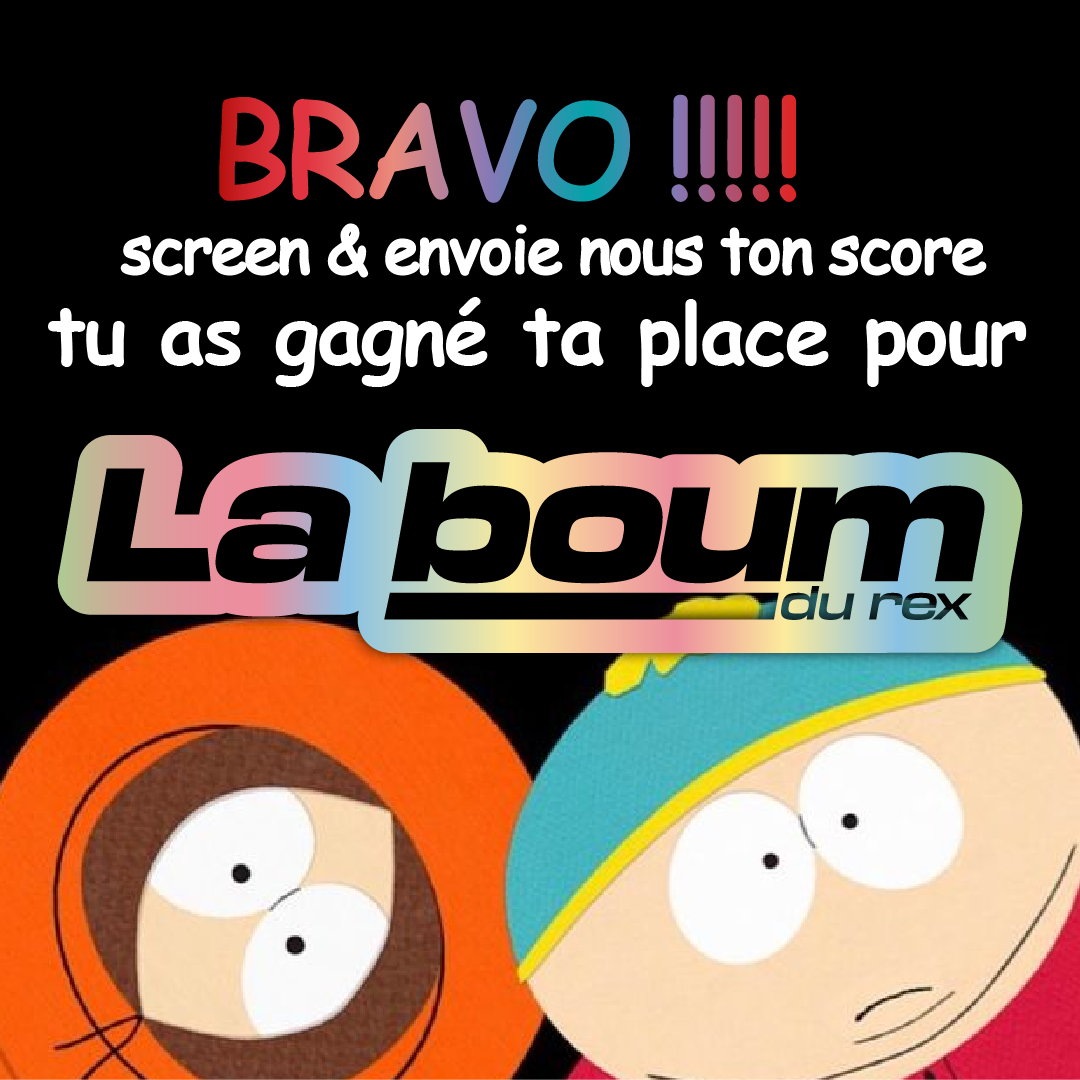 BRAVO !!!!!
screen & envoie nous ton score
tu as gagné ta place pour
La boum
du rex